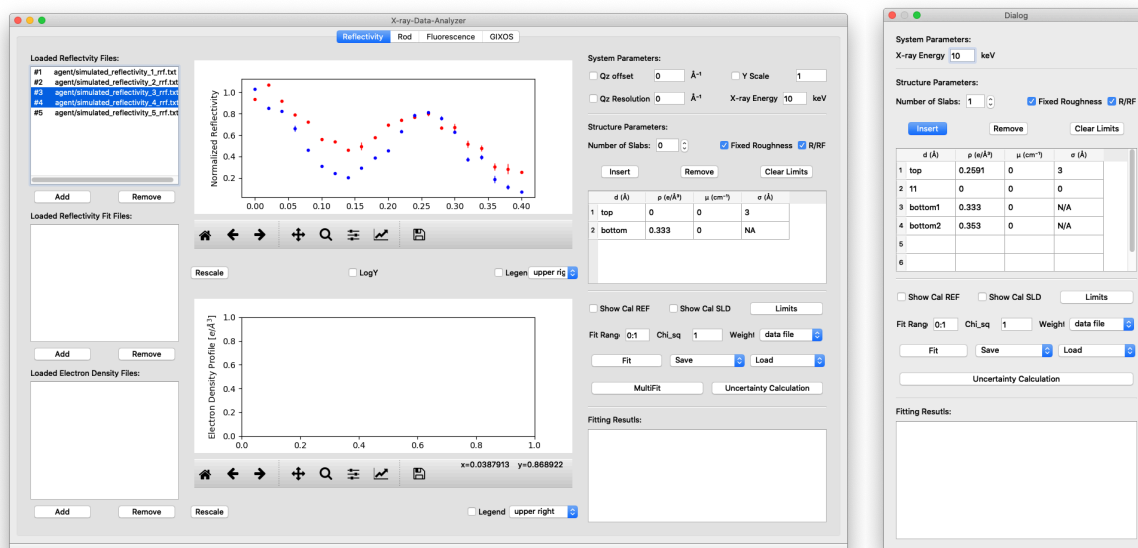 X-ray-Data-Analyzer
Reflectivity Rod Fluorescence GIXOS
Loaded Reflectvity Files:
#1 agent/simulated_reflectivity_1_rrf.txt
#2 agent/simulated_reflectivity_2_rrf.txt
#3 agent/simulated_reflectivity_3_rrf.txt
#4 agent/simulated_reflectivity_4_rrf.txt
#5 agent/simulated_reflectivity_5_rrf.txt
Add Remove
Loaded Reflectivity Fit Files:
Add Remove
Loaded Electron Density Files:
Add Remove
Normalized Reflectivity
1.0
0.8
0.6
0.4
0.2
0.00 0.05 0.10 0.15 0.20 0.25 0.30 0.35 0.40
Rescale LogY Legen upper rig
Electron Density Profile [e/Å³]
1.0
0.8
0.6
0.4
0.2
0.0
0.0 0.2 0.4 0.6 0.8 1.0
x=0.0387913 y=0.868922
Rescale Legend upper right
System Parameters:
Qz offset 0 Å⁻¹ Y Scale 1
Qz Resolution 0 Å⁻¹ X-ray Energy 10 keV
Structure Parameters:
Number of Slabs: 0 Fixed Roughness R/RF
Insert Remove Clear Limits
d (Å) ρ (e/Å³) μ (cm⁻¹) σ (Å)
1 top 0 0 3
2 bottom 0.333 0 NA
Show Cal REF Show Cal SLD Limits
Fit Rang 0:1 Chi_sq 1 Weight data file
Fit Save Load
MultiFit Uncertainty Calculation
Fitting Resutls:
Dialog
System Parameters:
X-ray Energy 10 keV
Structure Parameters:
Number of Slabs: 1 Fixed Roughness R/RF
Insert Remove Clear Limits
d (Å) ρ (e/Å³) μ (cm⁻¹) σ (Å)
1 top 0.2591 0 3
2 11 0 0 0
3 bottom1 0.333 0 N/A
4 bottom2 0.353 0 N/A
5
6
Show Cal REF Show Cal SLD Limits
Fit Rang 0:1 Chi_sq 1 Weight data file
Fit Save Load
Uncertainty Calculation
Fitting Resutls: